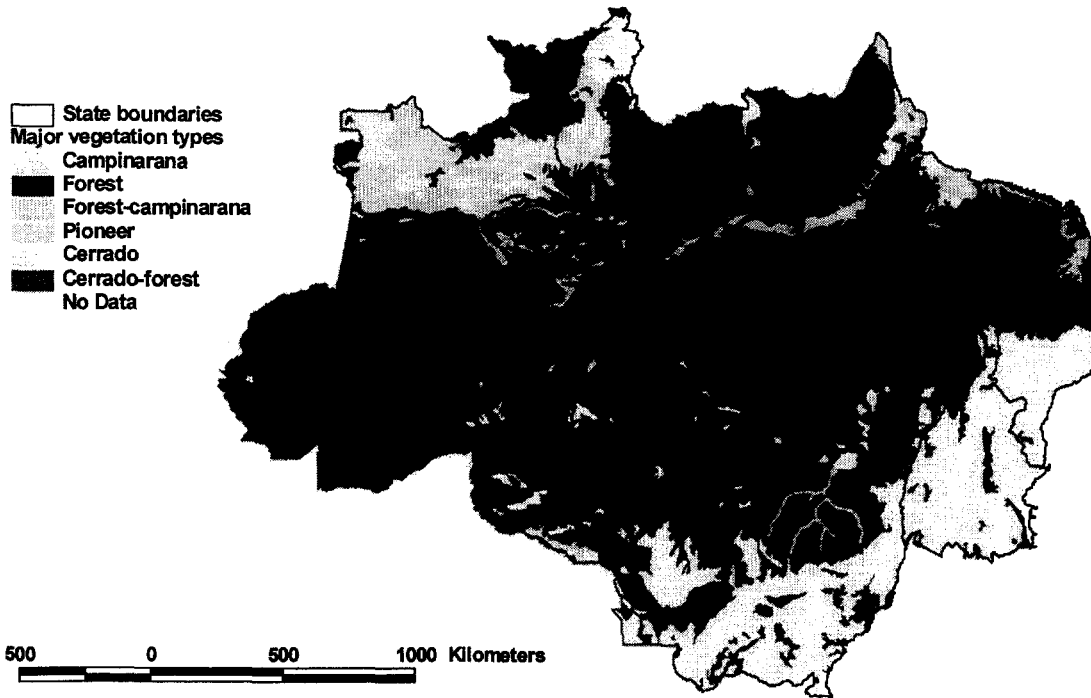 State boundaries
Major vegetation types
Campinarana
Forest
Forest-campinarana
Pioneer
Cerrado
Cerrado-forest
No Data
500 0 500 1000 Kilometers